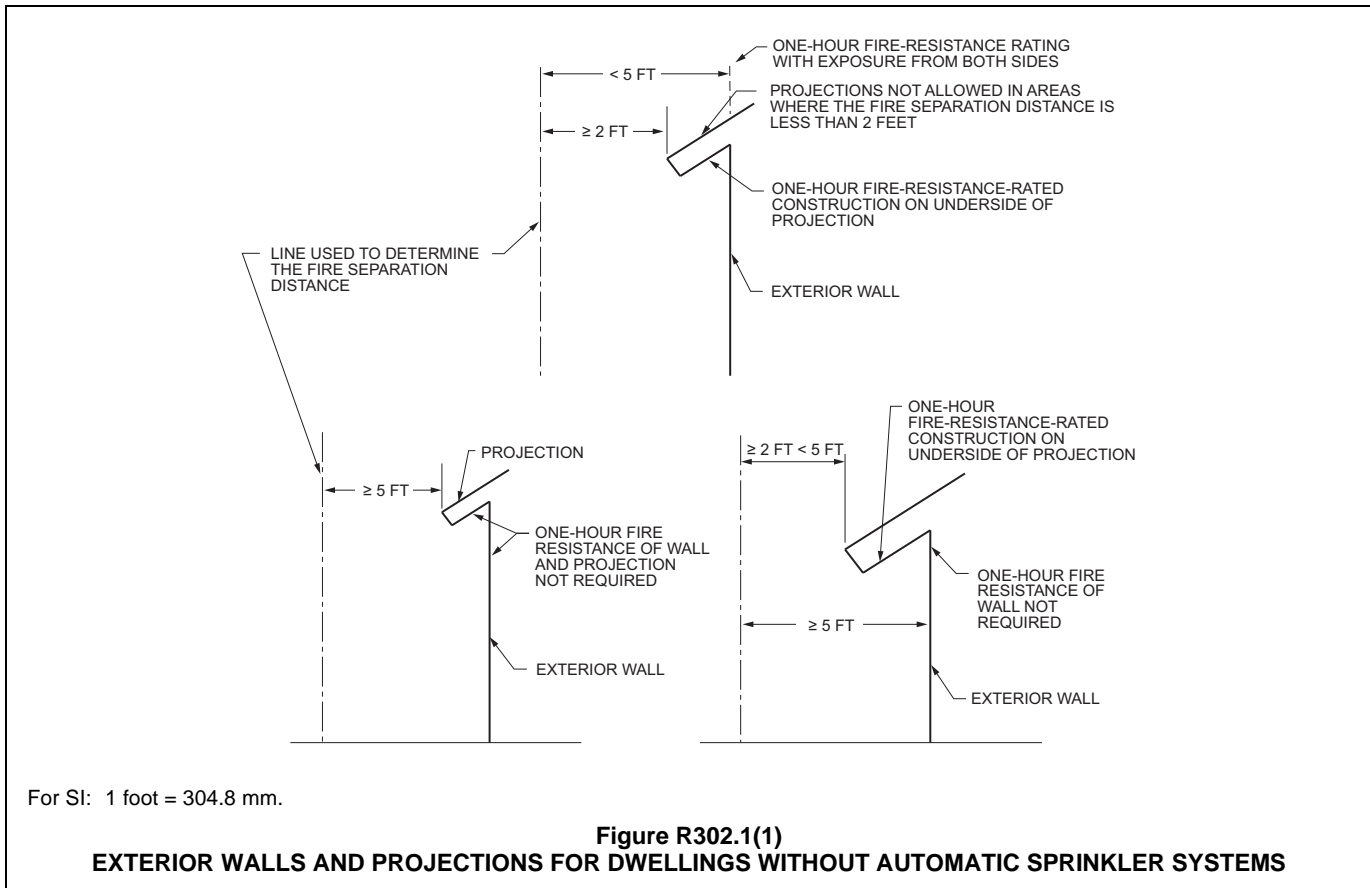 ONE-HOUR FIRE-RESISTANCE RATING
WITH EXPOSURE FROM BOTH SIDES
< 5 FT
PROJECTIONS NOT ALLOWED IN AREAS
WHERE THE FIRE SEPARATION DISTANCE IS
LESS THAN 2 FEET
≥ 2 FT
ONE-HOUR FIRE-RESISTANCE-RATED
CONSTRUCTION ON UNDERSIDE OF
PROJECTION
LINE USED TO DETERMINE
THE FIRE SEPARATION
DISTANCE
EXTERIOR WALL
PROJECTION
≥ 5 FT
ONE-HOUR FIRE
RESISTANCE OF WALL
AND PROJECTION
NOT REQUIRED
EXTERIOR WALL
ONE-HOUR
FIRE-RESISTANCE-RATED
CONSTRUCTION ON
UNDERSIDE OF PROJECTION
≥ 2 FT < 5 FT
ONE-HOUR FIRE
RESISTANCE OF
WALL NOT
REQUIRED
≥ 5 FT
EXTERIOR WALL
For SI: 1 foot = 304.8 mm.
Figure R302.1(1)
EXTERIOR WALLS AND PROJECTIONS FOR DWELLINGS WITHOUT AUTOMATIC SPRINKLER SYSTEMS